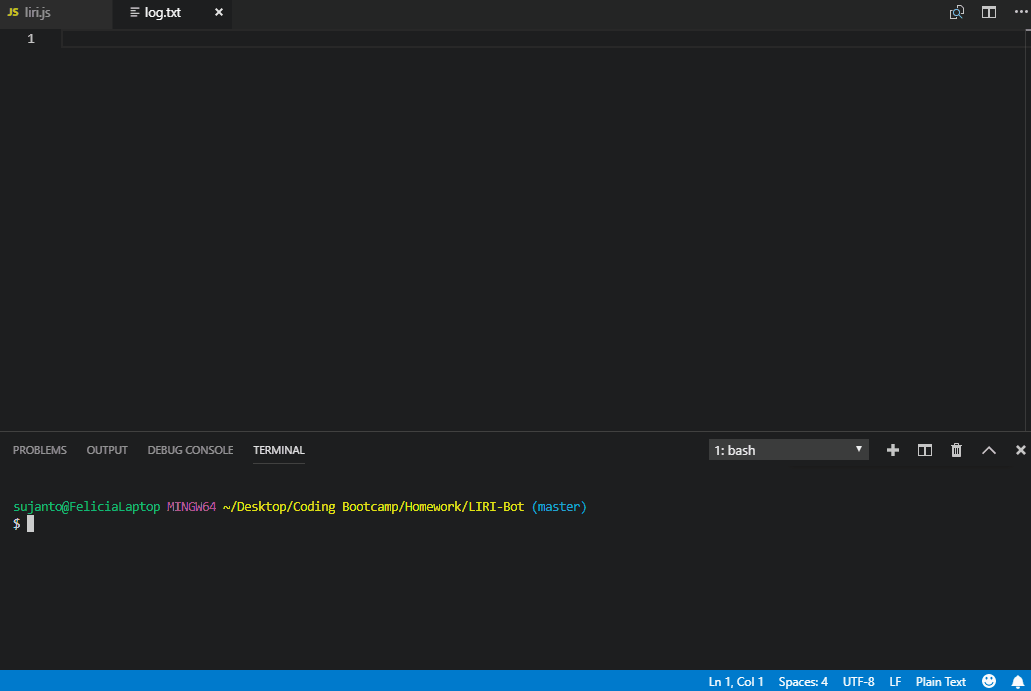 JS liri.js log.txt
1
PROBLEMS OUTPUT DEBUG CONSOLE TERMINAL 1: bash
sujanto@FeliciaLaptop MINGW64 ~/Desktop/Coding Bootcamp/Homework/LIRI-Bot (master)
$
Ln 1, Col 1 Spaces: 4 UTF-8 LF Plain Text